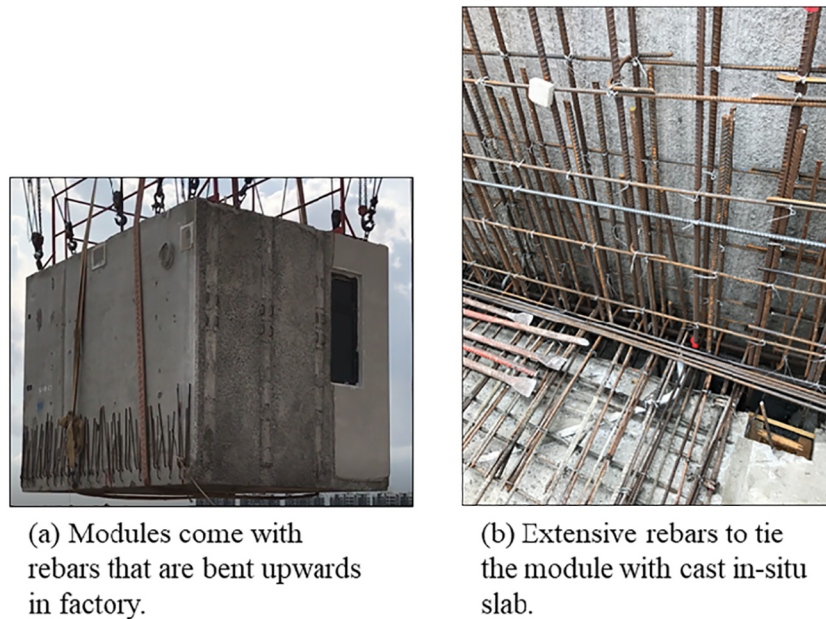 (a) Modules come with
rebars that are bent upwards
in factory.
(b) Extensive rebars to tie
the module with cast in-situ
slab.